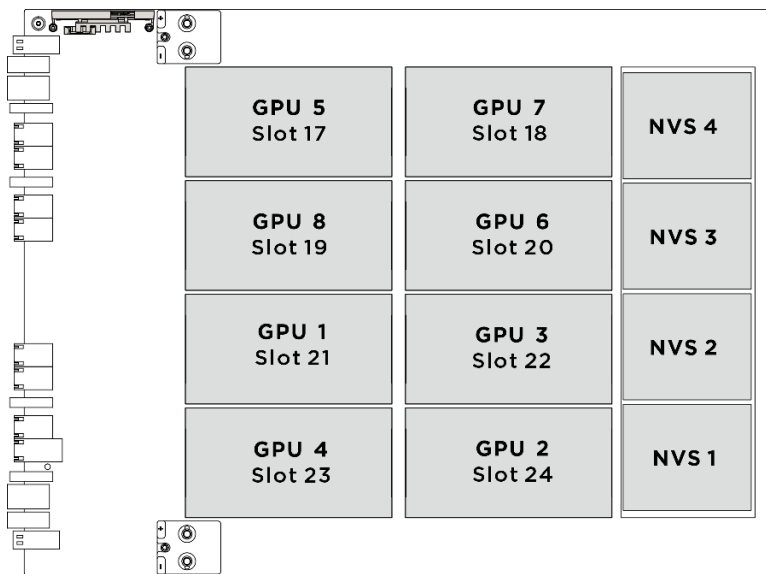 GPU 5
Slot 17
GPU 7
Slot 18
NVS 4
GPU 8
Slot 19
GPU 6
Slot 20
NVS 3
GPU 1
Slot 21
GPU 3
Slot 22
NVS 2
GPU 4
Slot 23
GPU 2
Slot 24
NVS 1